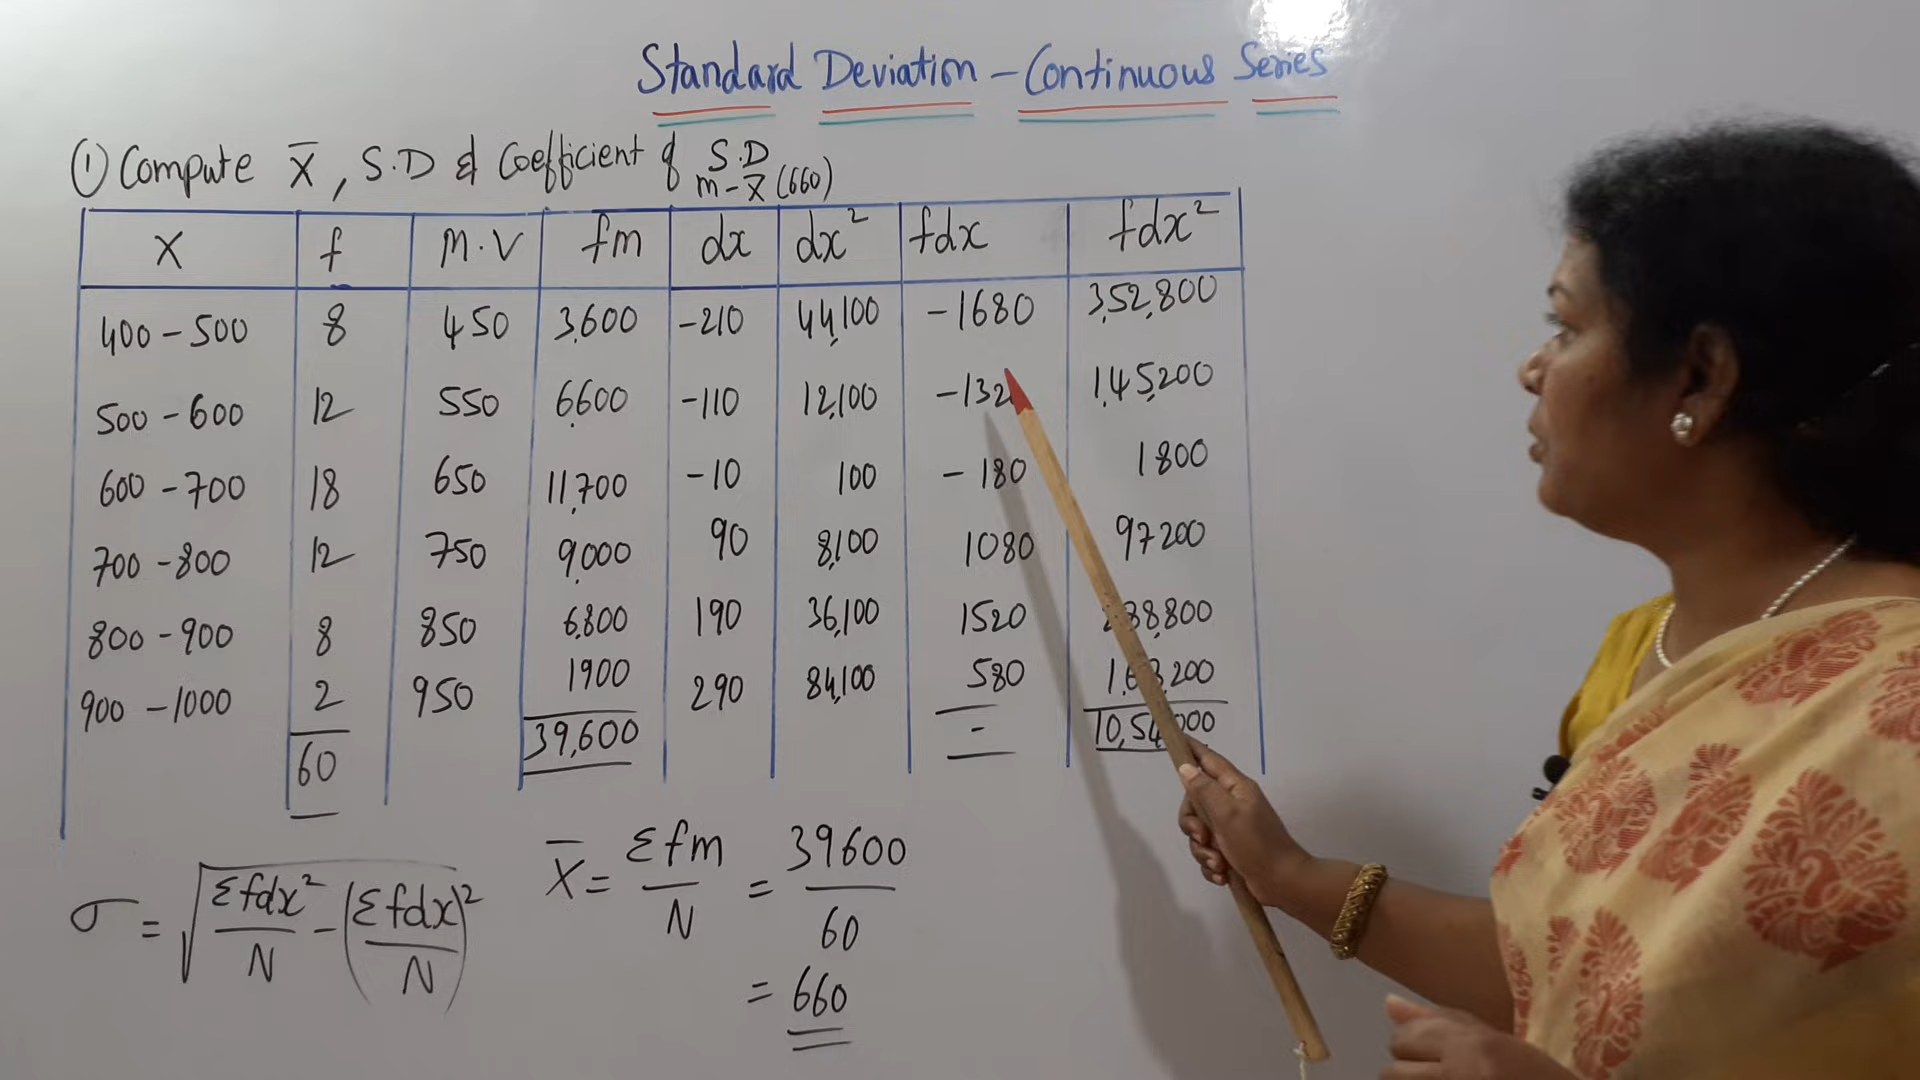 Standard Deviation - Continuous Series
① Compute X̄, S.D & Coefficient of S.D
m - X̄ (660)
X f M.V fm dx dx² fdx fdx²
400 - 500 8 450 3,600 -210 44,100 -1680 3,52,800
500 - 600 12 550 6,600 -110 12,100 1,45,200
600 - 700 18 650 11,700 -10 100 -180 1800
700 - 800 12 750 9,000 90 8,100 1080 97200
800 - 900 8 850 6,800 190 36,100 1520
900 - 1000 2 950 1900 290 84,100 580
60 39,600 -
σ = √ Σfdx²/N - (Σfdx/N)²
X̄ = Σfm/N = 39600/60
= 660